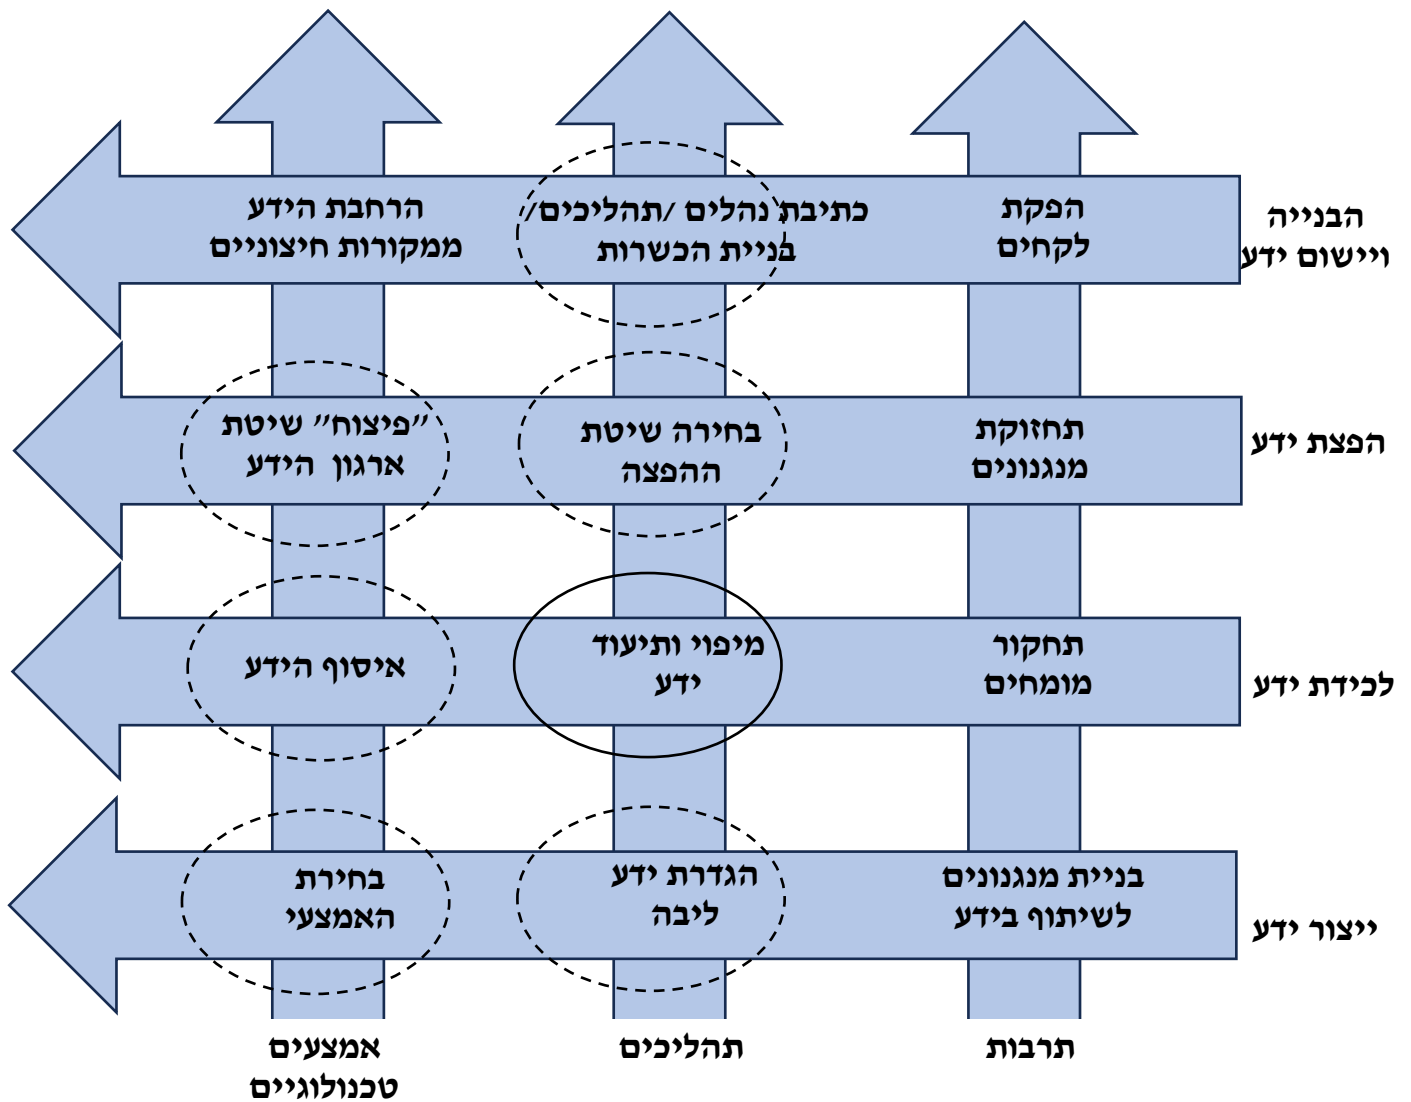 הבנייה
ויישום ידע
הפקת
לקחים
כתיבת נהלים /תהליכים/
בניית הכשרות
הרחבת הידע
ממקורות חיצוניים
הפצת ידע
תחזוקת
מנגנונים
בחירה שיטת
ההפצה
"פיצוח" שיטת
ארגון הידע
לכידת ידע
תחקור
מומחים
מיפוי ותיעוד
ידע
איסוף הידע
ייצור ידע
בניית מנגנונים
לשיתוף בידע
הגדרת ידע
ליבה
בחירת
האמצעי
תרבות
תהליכים
אמצעים
טכנולוגיים